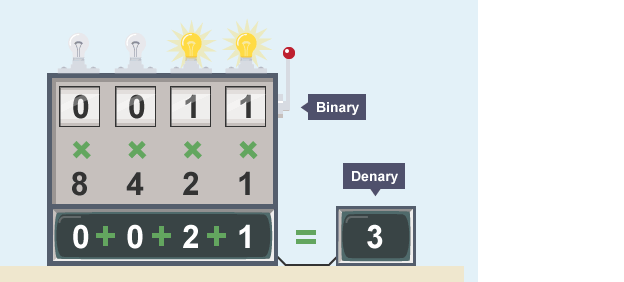 0 0 1 1
Binary
× × × ×
8 4 2 1
Denary
0 + 0 + 2 + 1 = 3